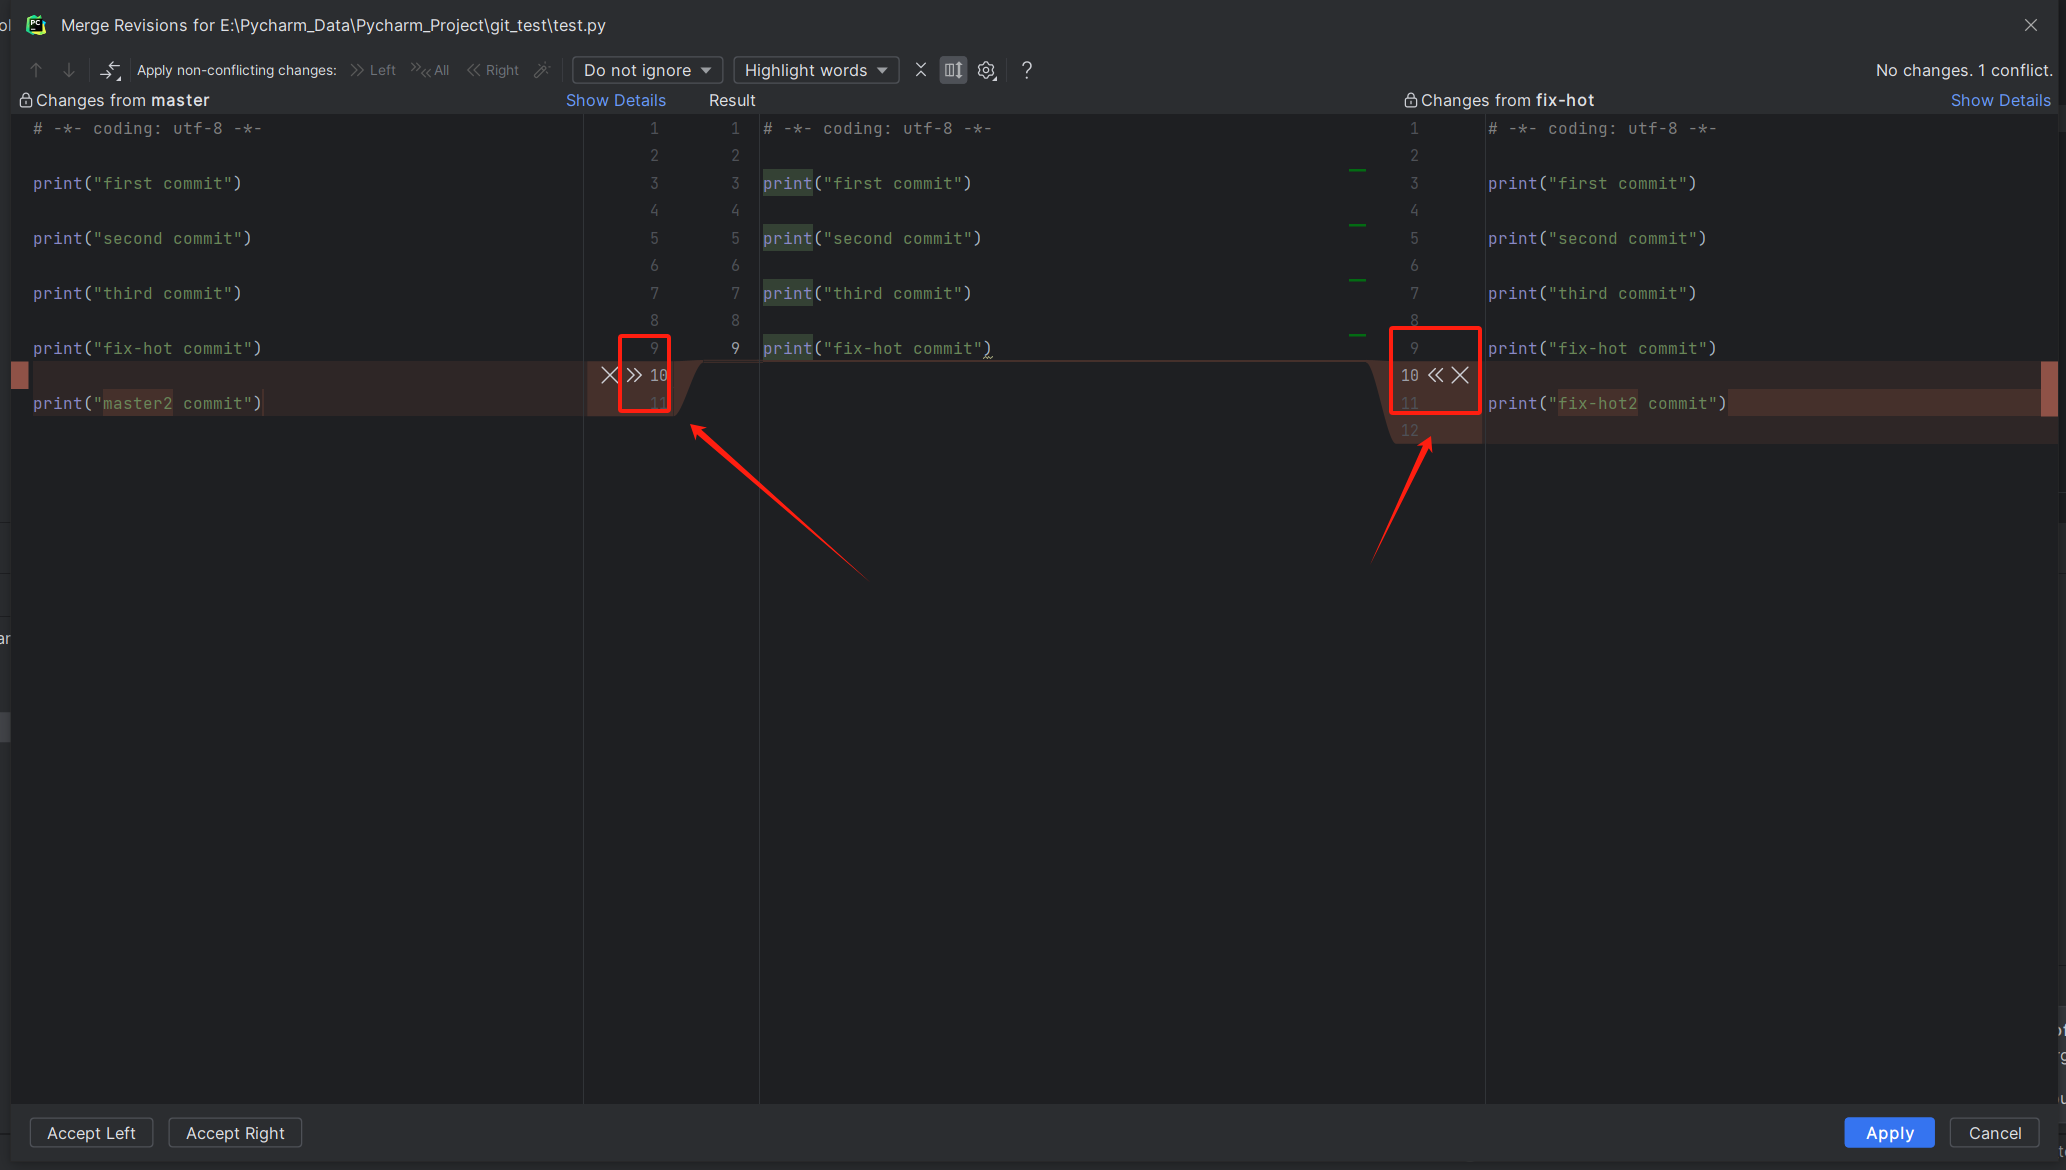 Merge Revisions for E:\Pycharm_Data\Pycharm_Project\git_test\test.py
Apply non-conflicting changes: Left All Right Do not ignore Highlight words ? No changes. 1 conflict.
Changes from master Show Details Result Changes from fix-hot Show Details
# -*- coding: utf-8 -*- 1 1 # -*- coding: utf-8 -*- 1 # -*- coding: utf-8 -*-
2 2 2
print("first commit") 3 3 print("first commit") 3 print("first commit")
4 4 4
print("second commit") 5 5 print("second commit") 5 print("second commit")
6 6 6
print("third commit") 7 7 print("third commit") 7 print("third commit")
8 8 8
print("fix-hot commit") 9 9 print("fix-hot commit") 9 print("fix-hot commit")
10 10
print("master2 commit") 11 11 print("fix-hot2 commit")
12
Accept Left Accept Right Apply Cancel